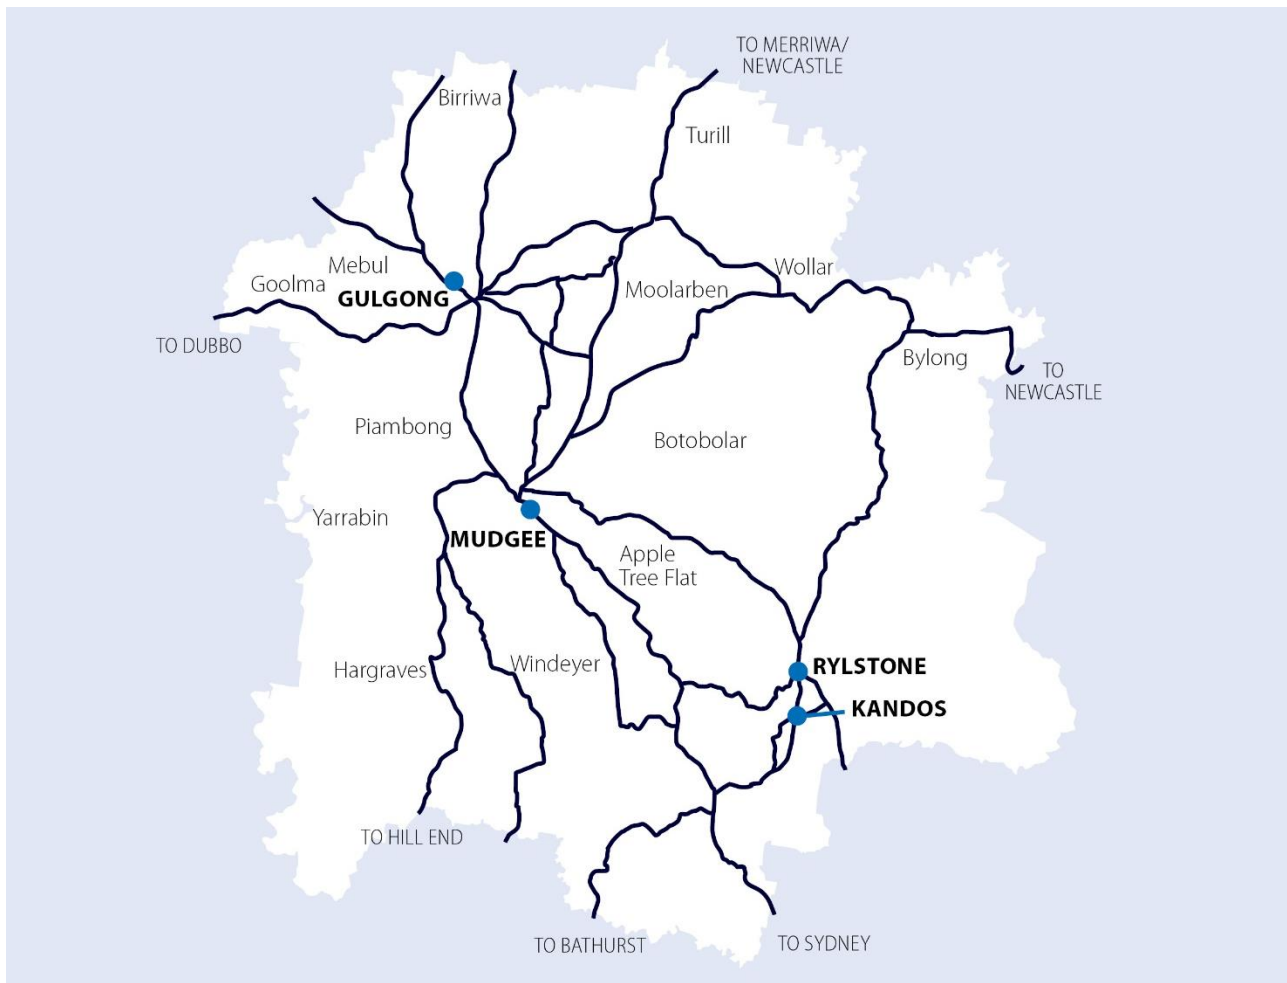 TO MERRIWA/
NEWCASTLE
Birriwa
Turill
Mebul
Goolma
GULGONG
Wollar
Moolarben
TO DUBBO
Bylong
TO
NEWCASTLE
Piambong
Botobolar
Yarrabin
MUDGEE
Apple
Tree Flat
Hargraves
Windeyer
RYLSTONE
KANDOS
TO HILL END
TO BATHURST
TO SYDNEY